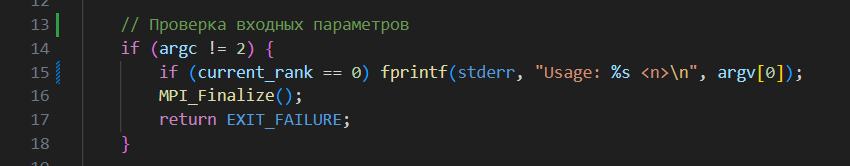 13 // Проверка входных параметров
14 if (argc != 2) {
15 if (current_rank == 0) fprintf(stderr, "Usage: %s <n>\n", argv[0]);
16 MPI_Finalize();
17 return EXIT_FAILURE;
18 }